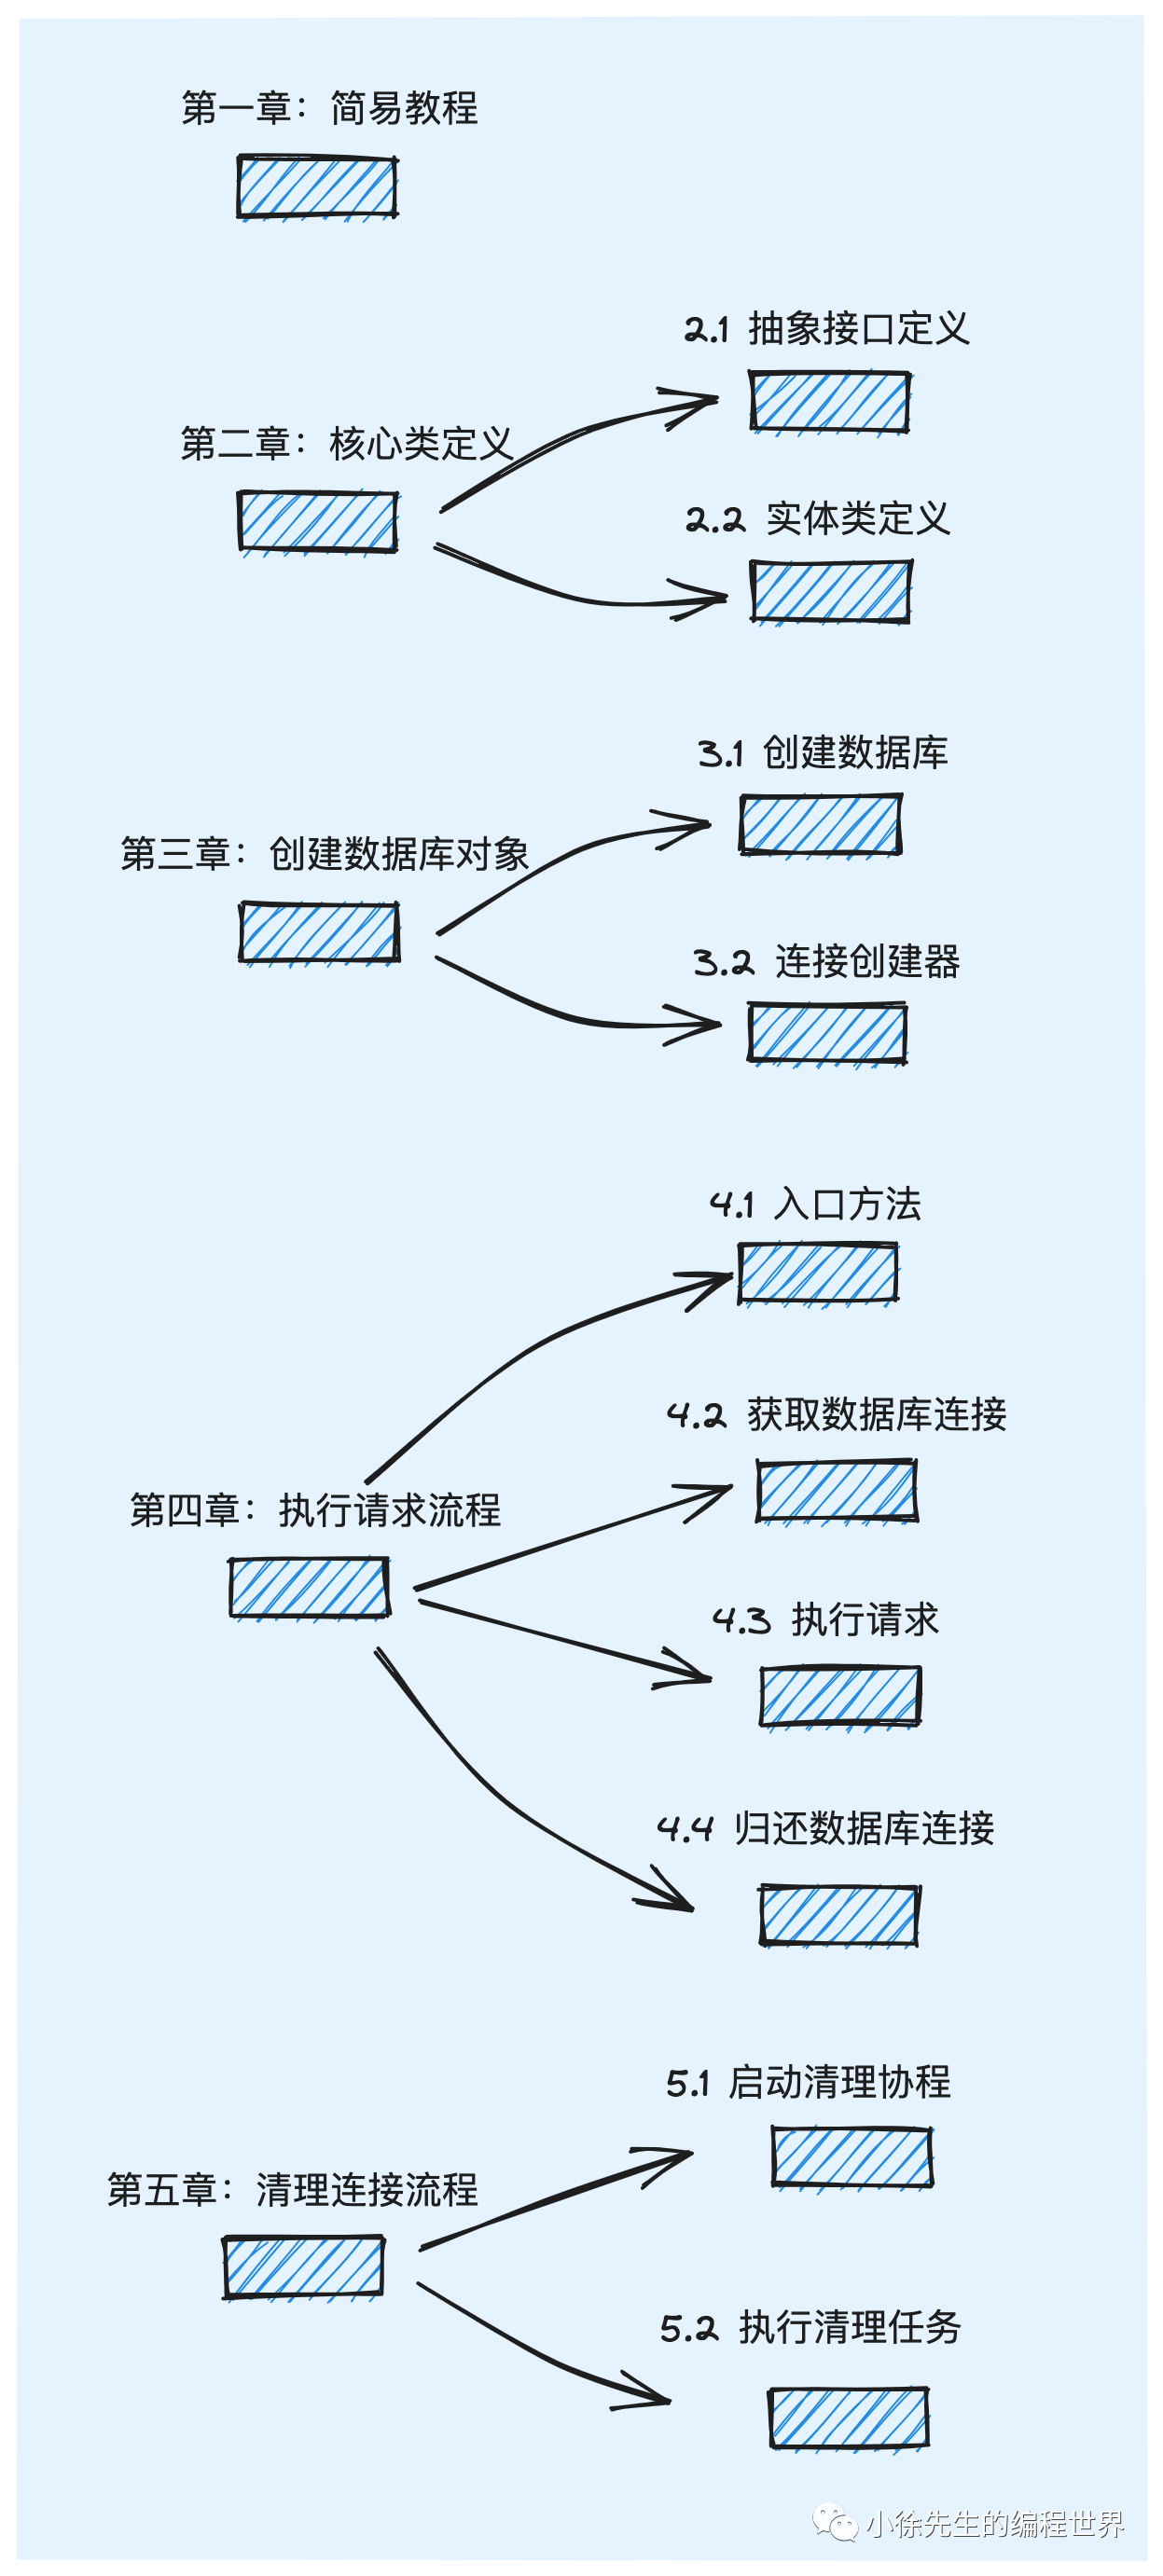 第一章：简易教程
2.1 抽象接口定义
第二章：核心类定义
2.2 实体类定义
3.1 创建数据库
第三章：创建数据库对象
3.2 连接创建器
4.1 入口方法
4.2 获取数据库连接
第四章：执行请求流程
4.3 执行请求
4.4 归还数据库连接
5.1 启动清理协程
第五章：清理连接流程
5.2 执行清理任务
小徐先生的编程世界